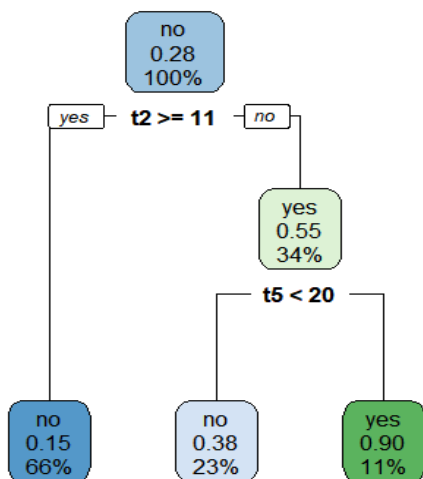 no
0.28
100%
yes
t2 >= 11
no
yes
0.55
34%
t5 < 20
no
0.15
66%
no
0.38
23%
yes
0.90
11%